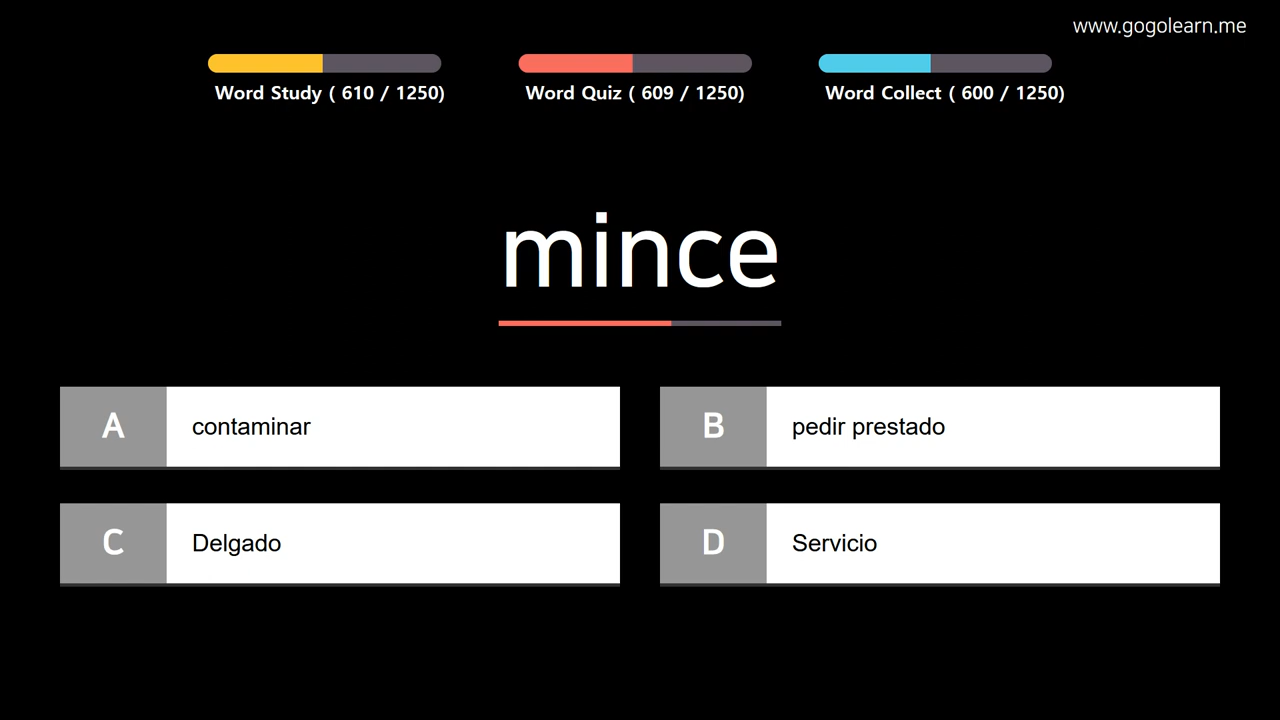 www.gogolearn.me
Word Study ( 610 / 1250)
Word Quiz ( 609 / 1250)
Word Collect ( 600 / 1250)
mince
A contaminar
B pedir prestado
C Delgado
D Servicio